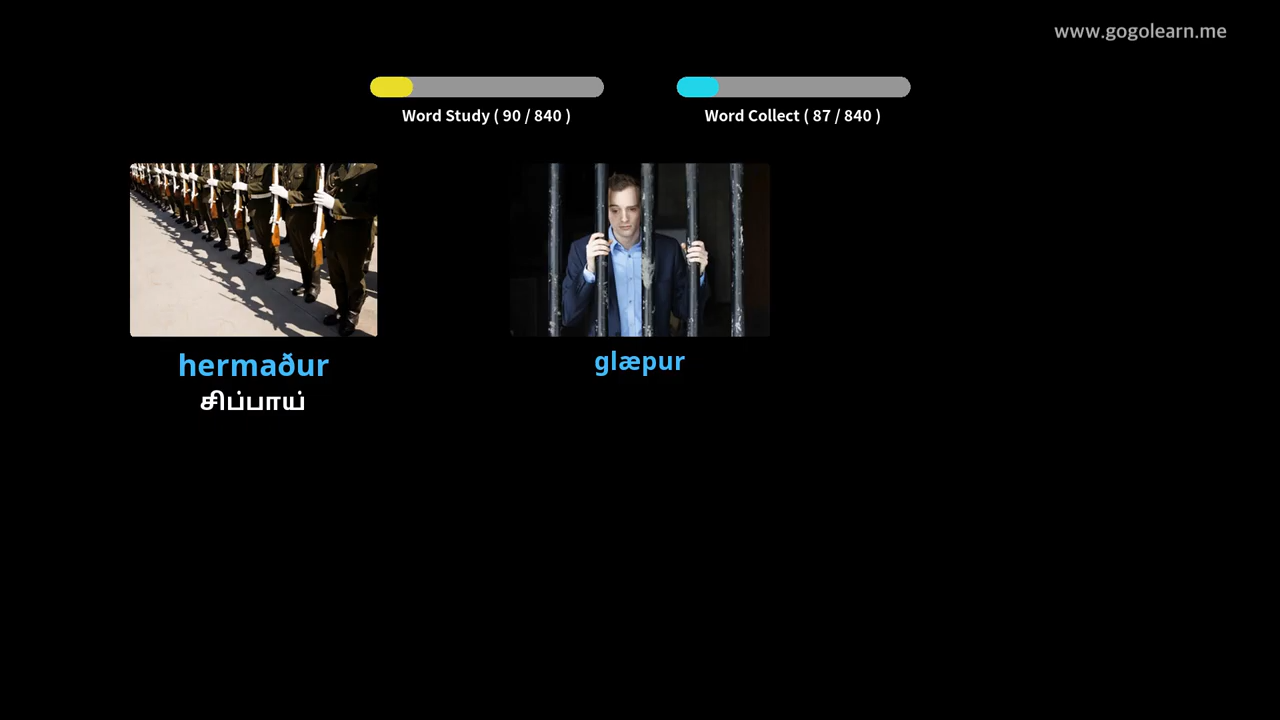 www.gogolearn.me
Word Study ( 90 / 840 )
Word Collect ( 87 / 840 )
hermaður
சிப்பாய்
glæpur